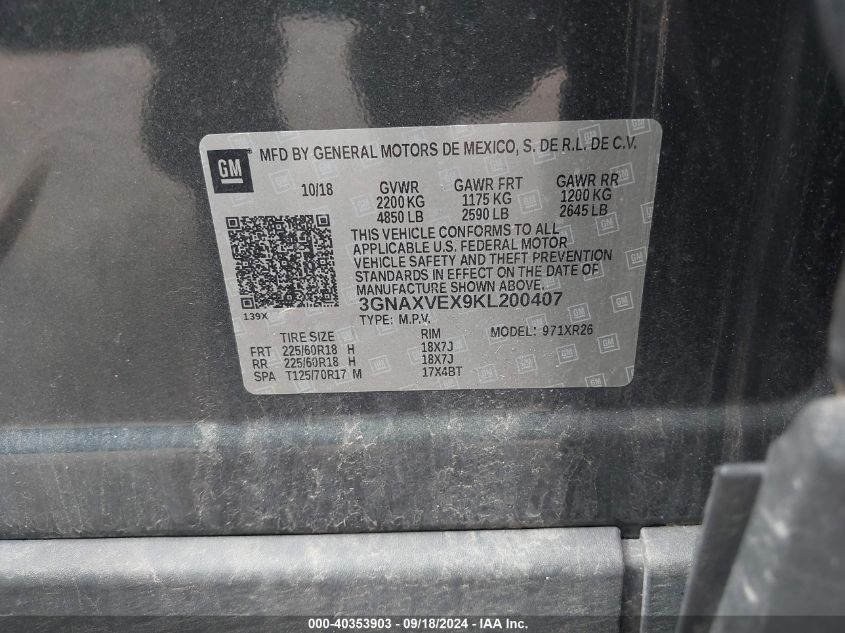 GM
MFD BY GENERAL MOTORS DE MEXICO, S. DE R.L. DE C.V.
10/18 GVWR GAWR FRT GAWR RR
2200 KG 1175 KG 1200 KG
4850 LB 2590 LB 2645 LB
THIS VEHICLE CONFORMS TO ALL
APPLICABLE U.S. FEDERAL MOTOR
VEHICLE SAFETY AND THEFT PREVENTION
STANDARDS IN EFFECT ON THE DATE OF
MANUFACTURE SHOWN ABOVE.
3GNAXVEX9KL200407
139X
TYPE: M.P.V.
TIRE SIZE RIM MODEL: 971XR26
FRT 225/60R18 H 18X7J
RR 225/60R18 H 18X7J
SPA T125/70R17 M 17X4BT
000-40353903 - 09/18/2024 - IAA Inc.